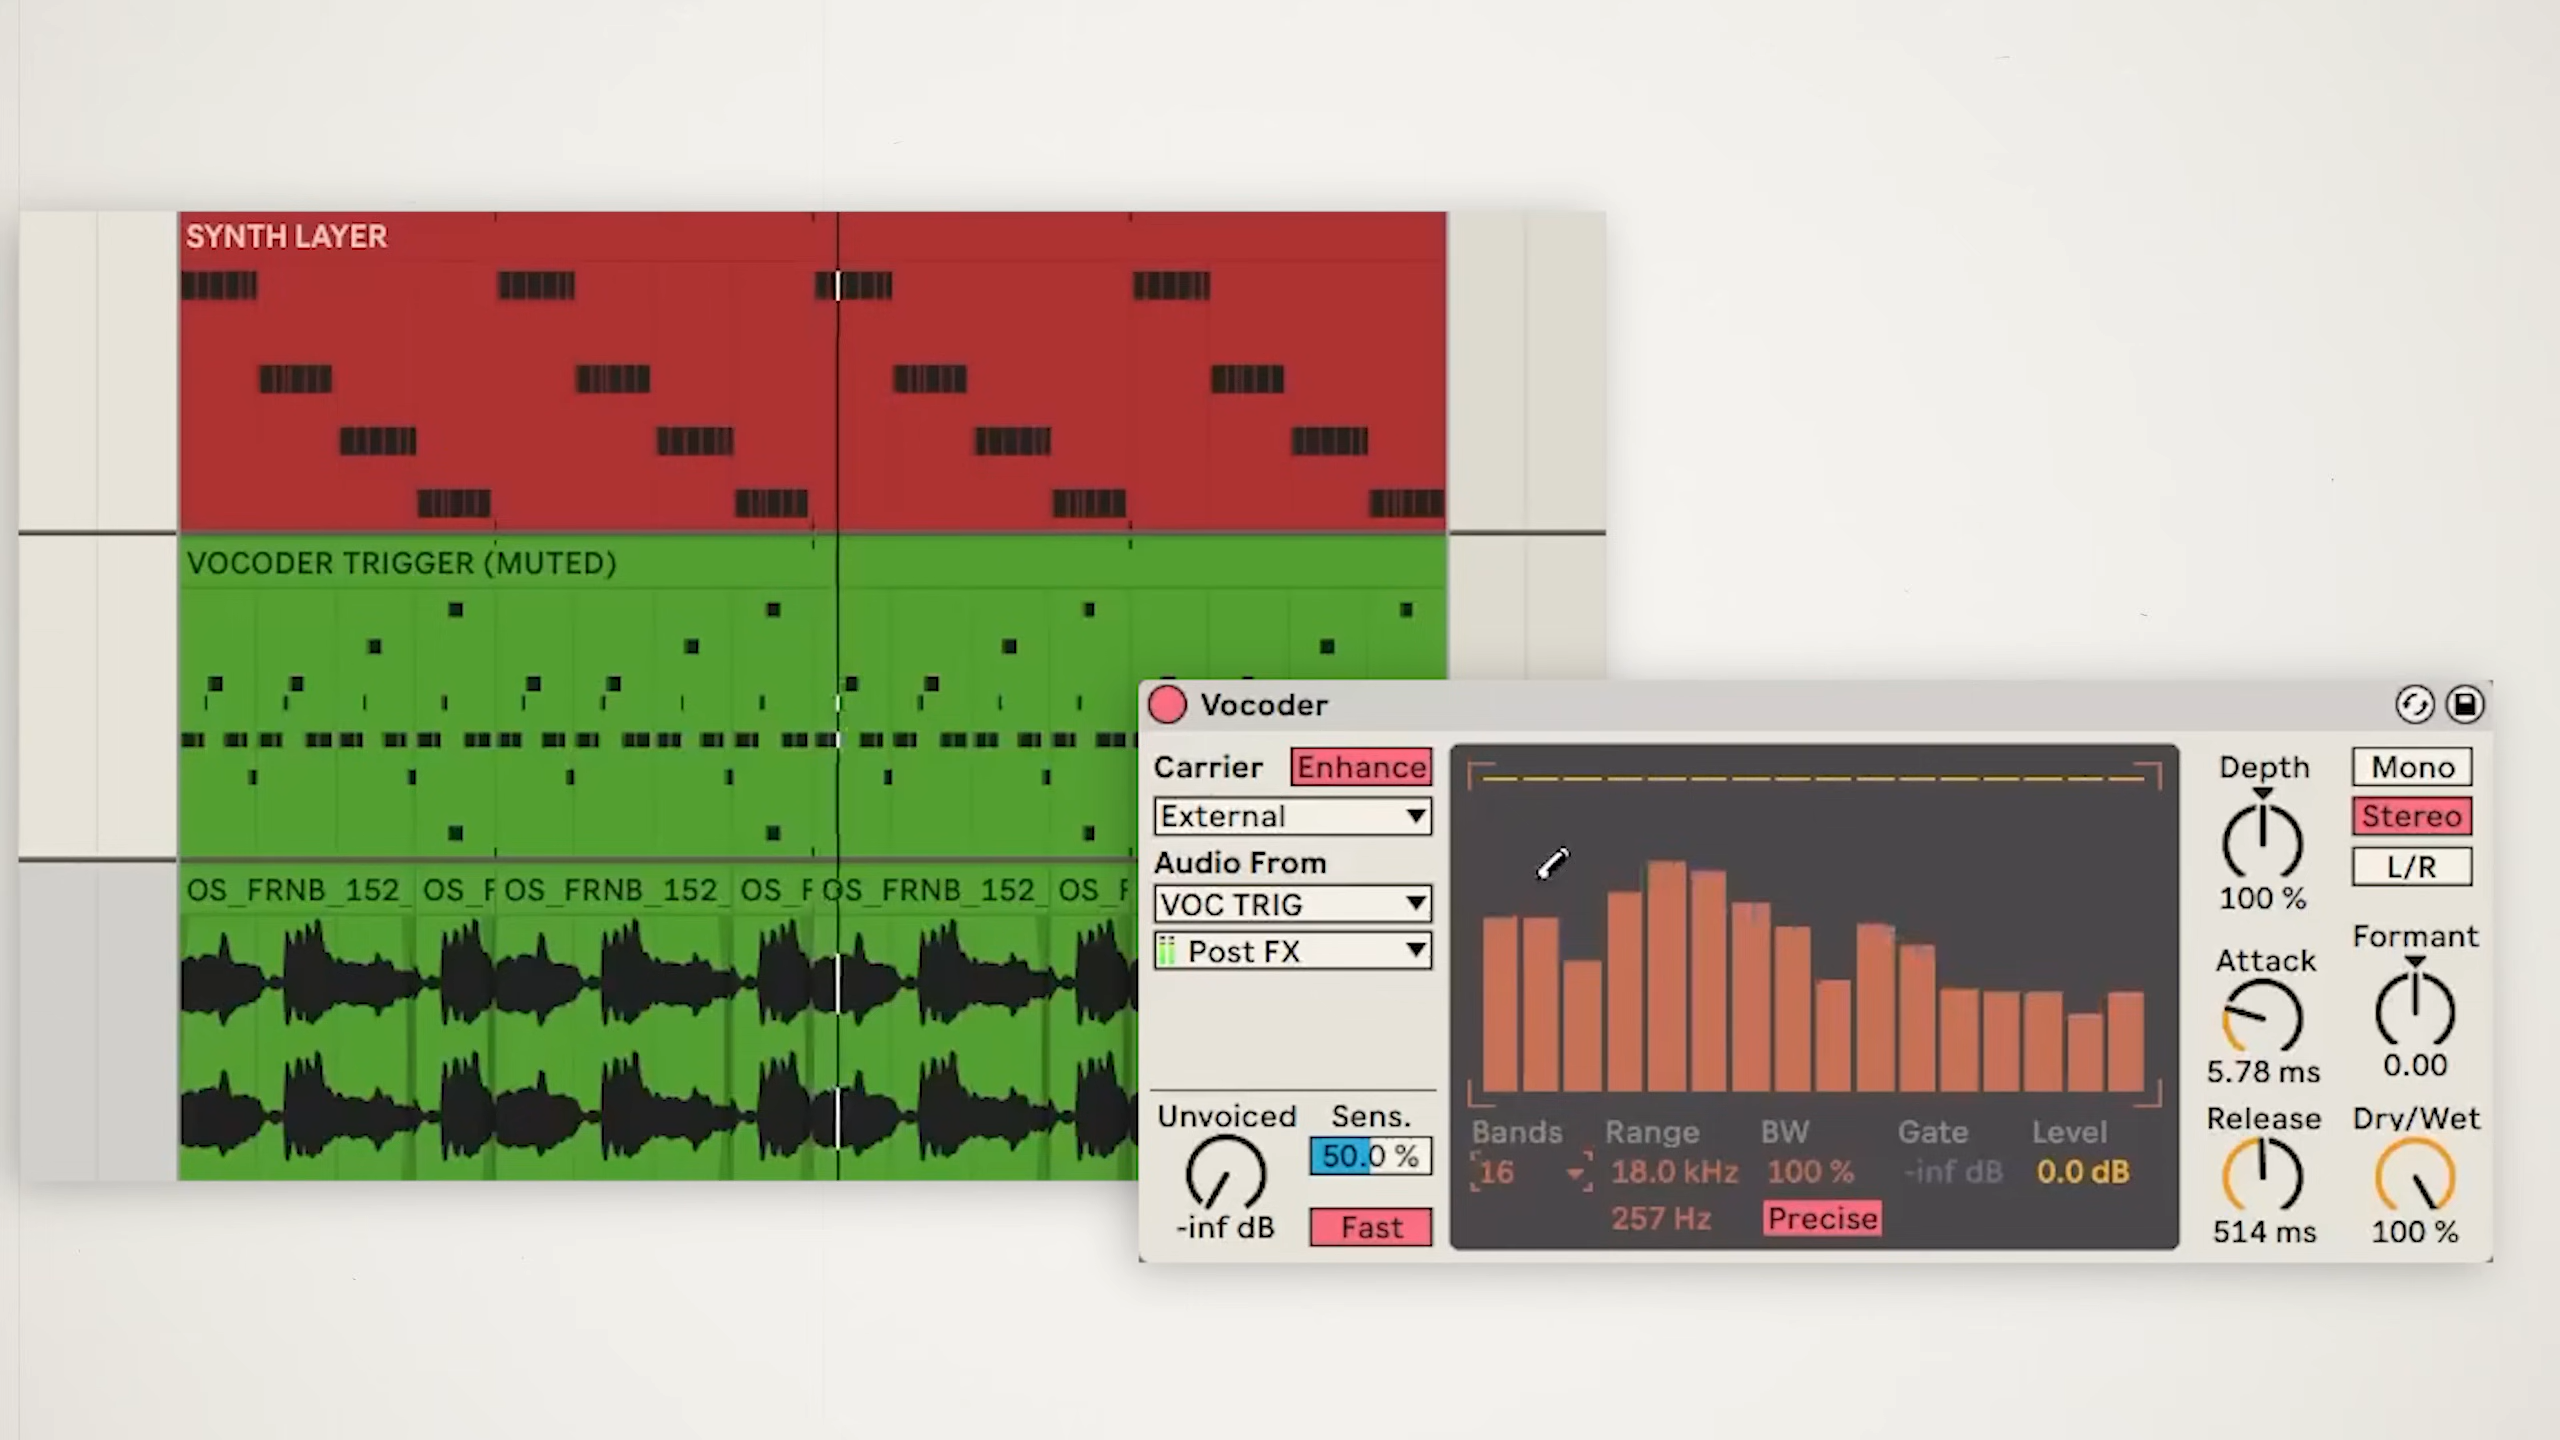 SYNTH LAYER
VOCODER TRIGGER (MUTED)
OS_FRNB_152_ OS_F OS_FRNB_152_ OS_F OS_FRNB_152_ OS_F
Vocoder
Carrier Enhance
External
Audio From
VOC TRIG
Post FX
Unvoiced Sens.
50.0 %
-inf dB
Fast
Bands Range BW Gate Level
16 18.0 kHz 100 % -inf dB 0.0 dB
257 Hz Precise
Depth
100 %
Attack
5.78 ms
Release
514 ms
Mono
Stereo
L/R
Formant
0.00
Dry/Wet
100 %